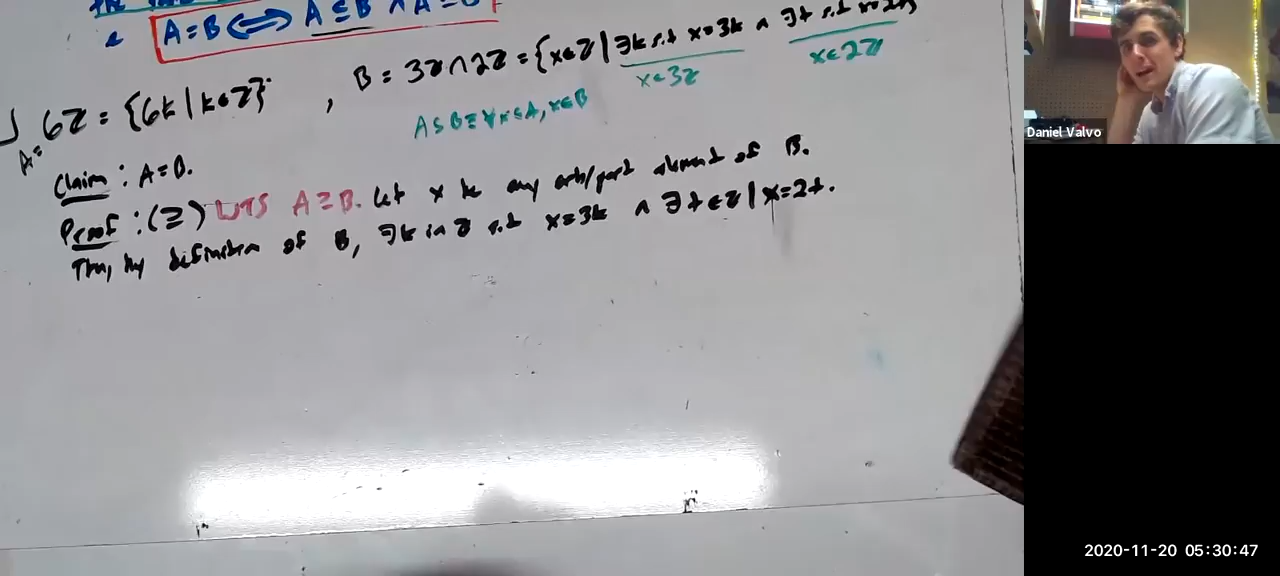 A=B ⟺ A ⊆ B ∧ A ⊇ B
A = 6ℤ = {6k | k∈ℤ}, B = 3ℤ∩2ℤ = {x∈ℤ | ∃k s.t x=3k ∧ ∃t s.t x=2t}
x∈3ℤ x∈2ℤ
A⊆B ≡ ∀x∈A, x∈B
Claim: A=B.
Proof: (⊇) WTS A⊇B. Let x be any arb/part element of B.
Then, by definition of B, ∃k in ℤ s.t x=3k ∧ ∃t∈ℤ | x=2t.
Daniel Valvo
2020-11-20 05:30:47